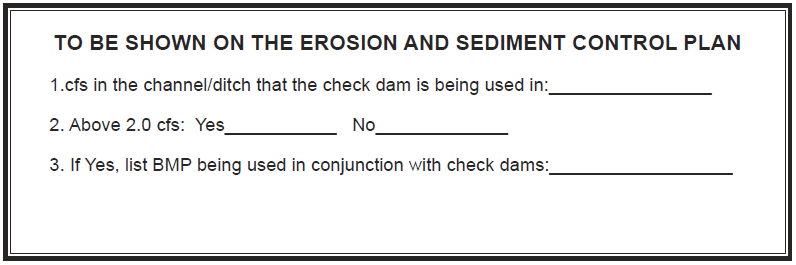 TO BE SHOWN ON THE EROSION AND SEDIMENT CONTROL PLAN
1.cfs in the channel/ditch that the check dam is being used in:________________
2. Above 2.0 cfs: Yes___________ No_____________
3. If Yes, list BMP being used in conjunction with check dams:__________________